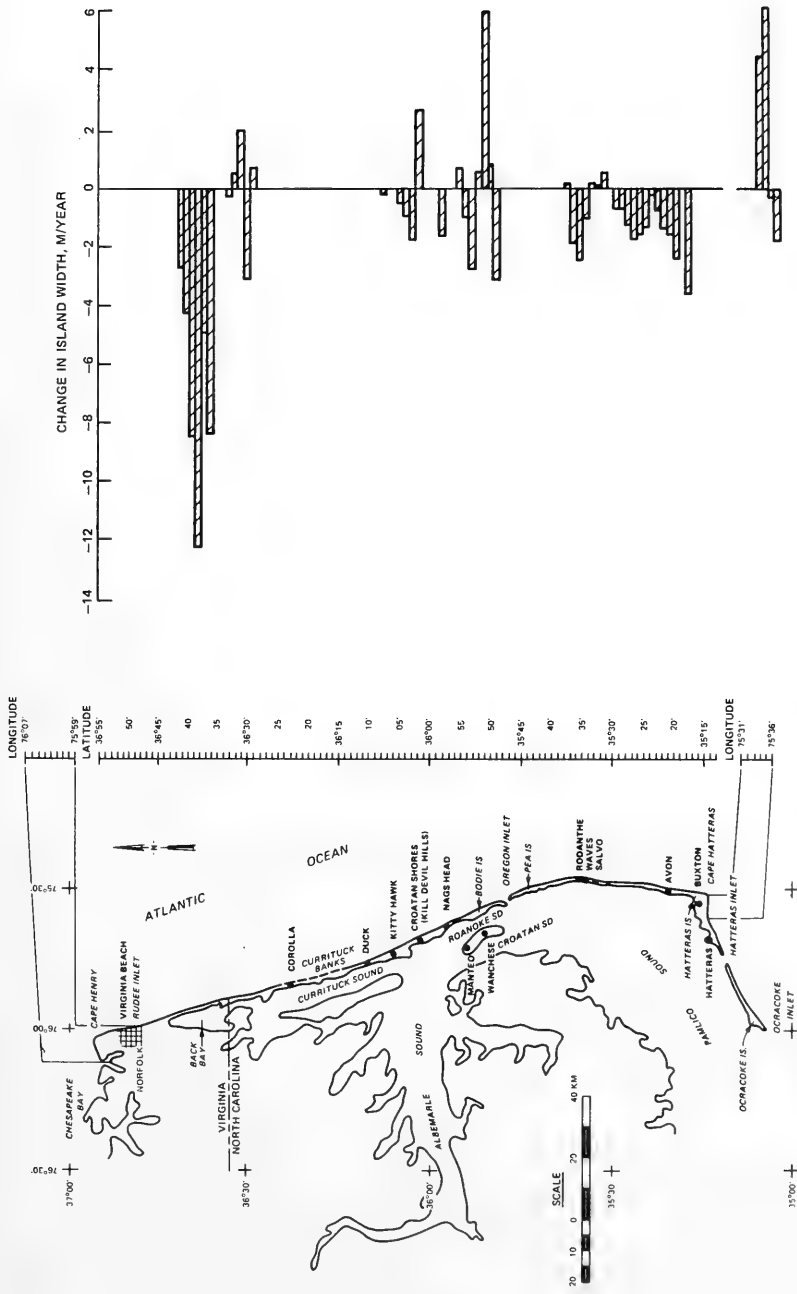 CHANGE IN ISLAND WIDTH, M/YEAR
-14
-12
-10
-8
-6
-4
-2
0
2
4
6
LONGITUDE
76°07'
75°59'
LATITUDE
36°55'
50'
36°45'
40
35
36°30'
25
20
36°15'
10'
05'
36°00'
55
50'
35°45'
40
35
35°30'
25'
20'
35°15'
LONGITUDE
75°31'
75°36'
37°00'
76°30'
76°00'
75°30'
36°30'
36°00'
35°30'
35°00'
CAPE HENRY
VIRGINIA BEACH
RUDEE INLET
CHESAPEAKE
BAY
NORFOLK
BACK
BAY
VIRGINIA
NORTH CAROLINA
ATLANTIC
OCEAN
COROLLA
CURRITUCK
BANKS
CURRITUCK SOUND
DUCK
KITTY HAWK
CROATAN SHORES
(KILL DEVIL HILLS)
NAGS HEAD
BODIE IS
ROANOKE SD
OREGON INLET
PEA IS
MANTEO
WANCHESE
CROATAN SD
ALBEMARLE
SOUND
RODANTHE
WAVES
SALVO
AVON
BUXTON
CAPE HATTERAS
HATTERAS IS
HATTERAS
HATTERAS INLET
PAMLICO
SOUND
OCRACOKE IS.
OCRACOKE
INLET
SCALE
20 10 0 20 40 KM